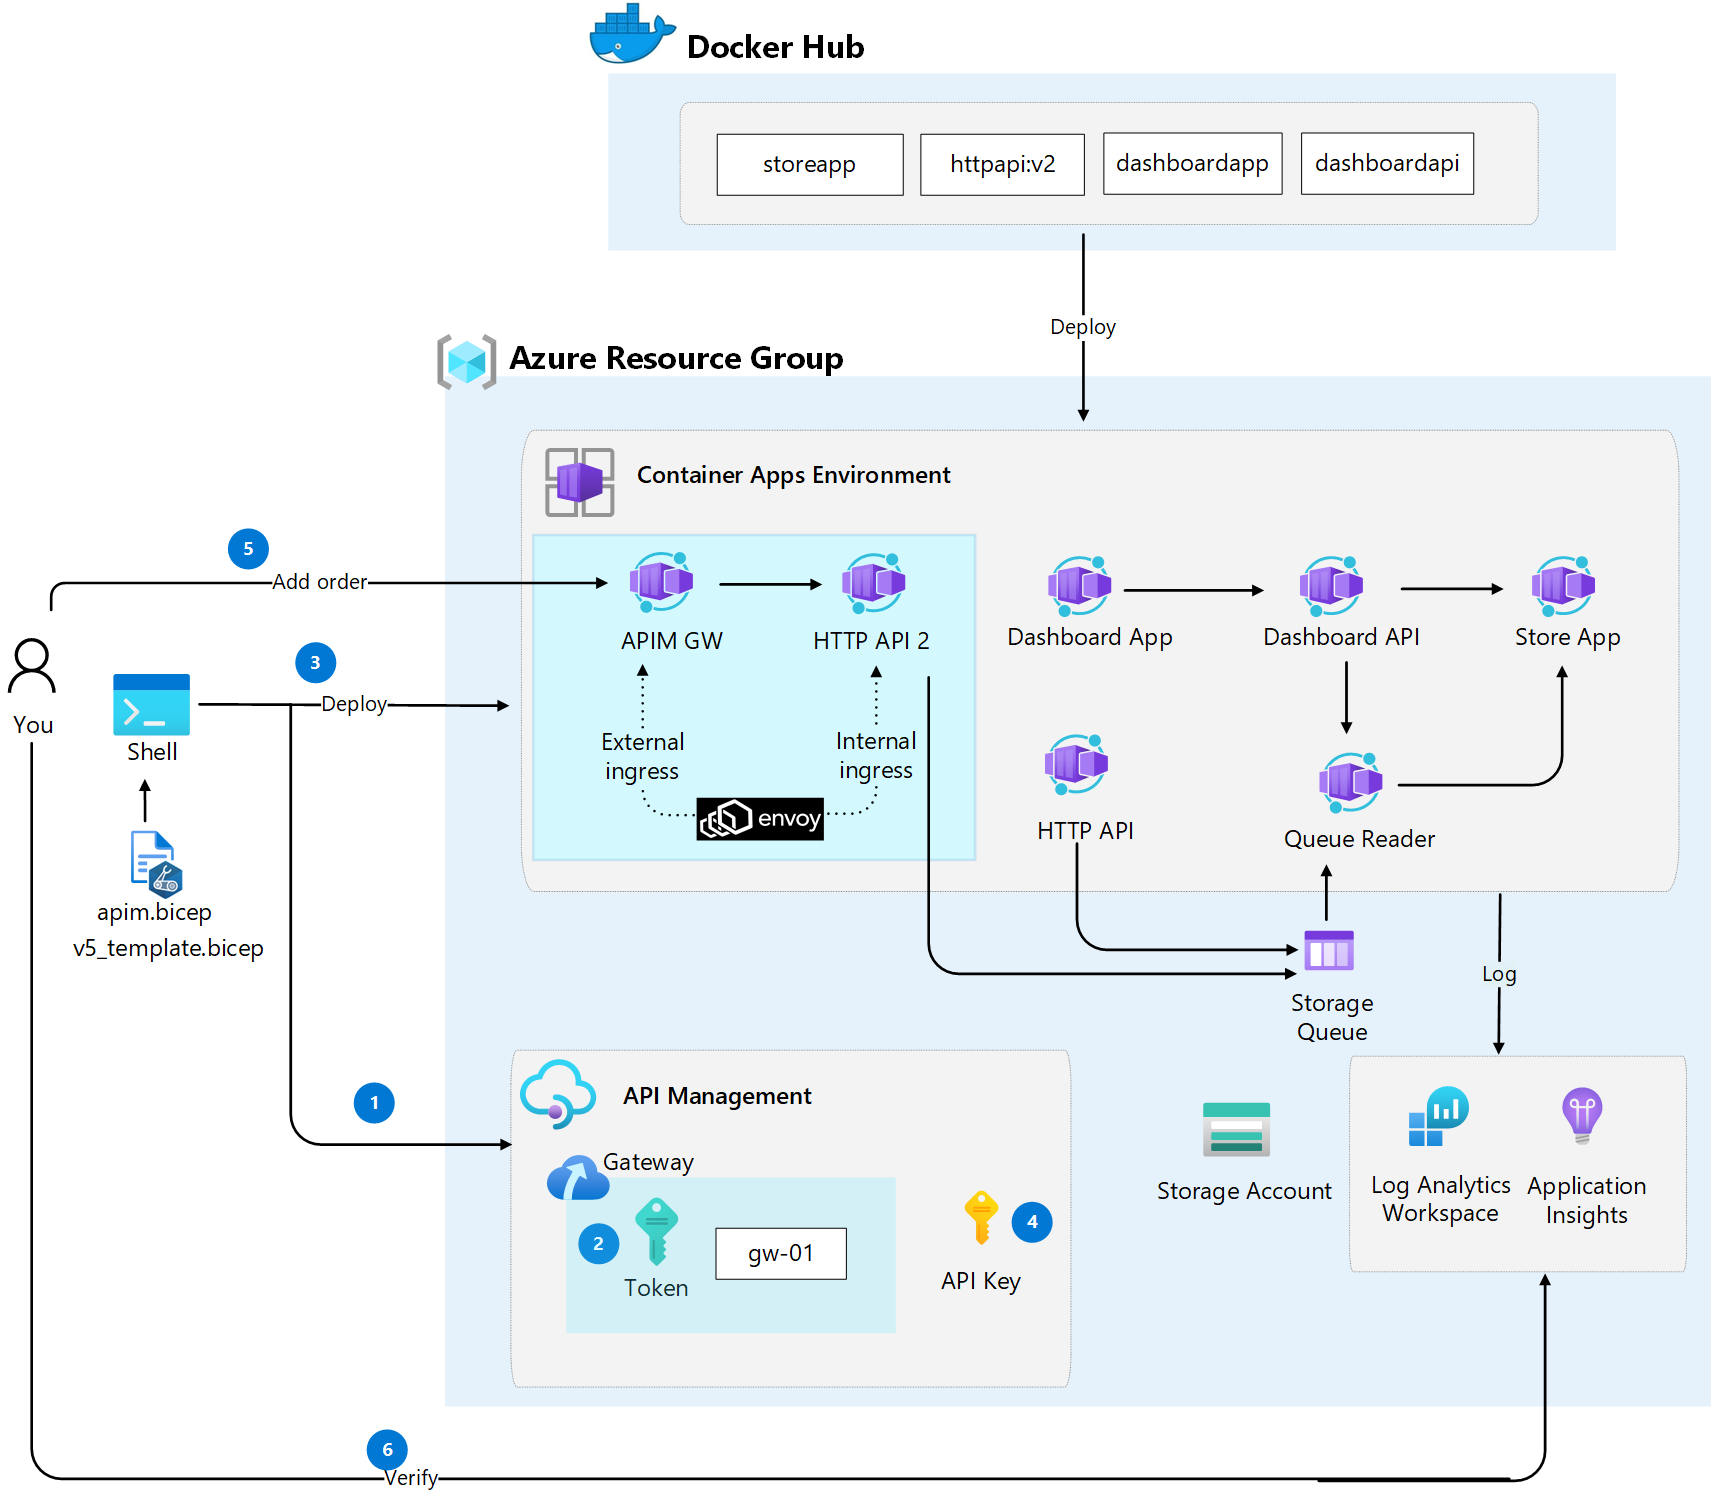 Docker Hub
storeapp
httpapi:v2
dashboardapp
dashboardapi
Deploy
Azure Resource Group
Container Apps Environment
5
Add order
APIM GW
HTTP API 2
Dashboard App
Dashboard API
Store App
3
Deploy
You
Shell
External
ingress
Internal
ingress
envoy
HTTP API
Queue Reader
apim.bicep
v5_template.bicep
Storage
Queue
Log
1
API Management
Gateway
2
Token
gw-01
4
API Key
Storage Account
Log Analytics
Workspace
Application
Insights
6
Verify